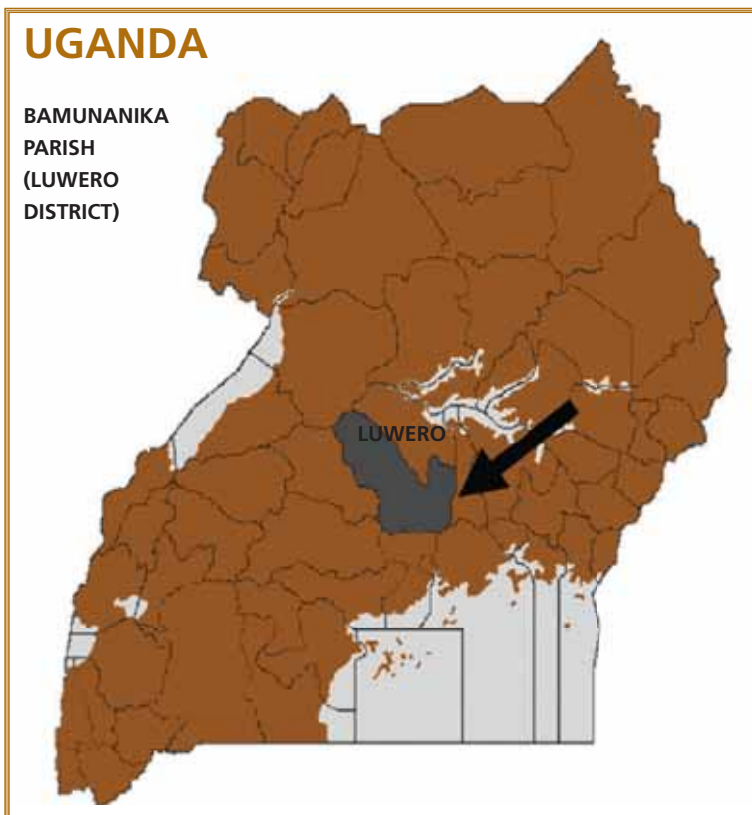 UGANDA
BAMUNANIKA
PARISH
(LUWERO
DISTRICT)
LUWERO